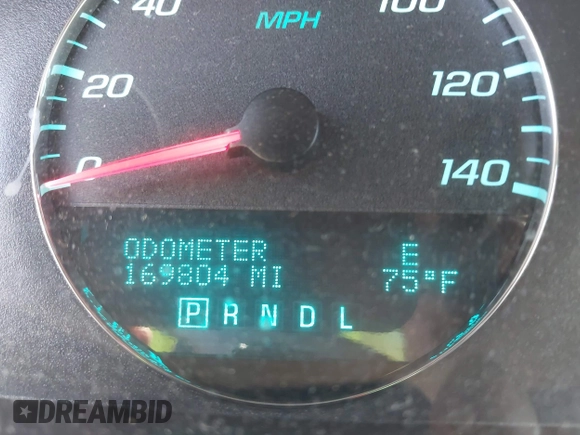 40
100
MPH
20
120
0
140
ODOMETER
E
169804 MI
75°F
P R N D L
DREAMBID